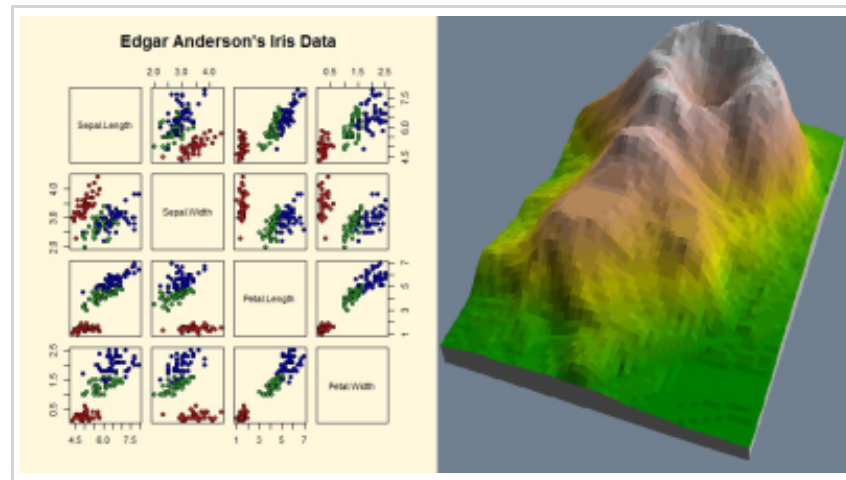 Edgar Anderson's Iris Data
2.0 3.0 4.0
0.5 1.5 2.5
Sepal.Length
4.5 6.0 7.5
2.0 3.0 4.0
Sepal.Width
Petal.Length
1 3 5 7
0.5 1.5 2.5
Petal.Width
4.5 6.0 7.5
1 3 5 7